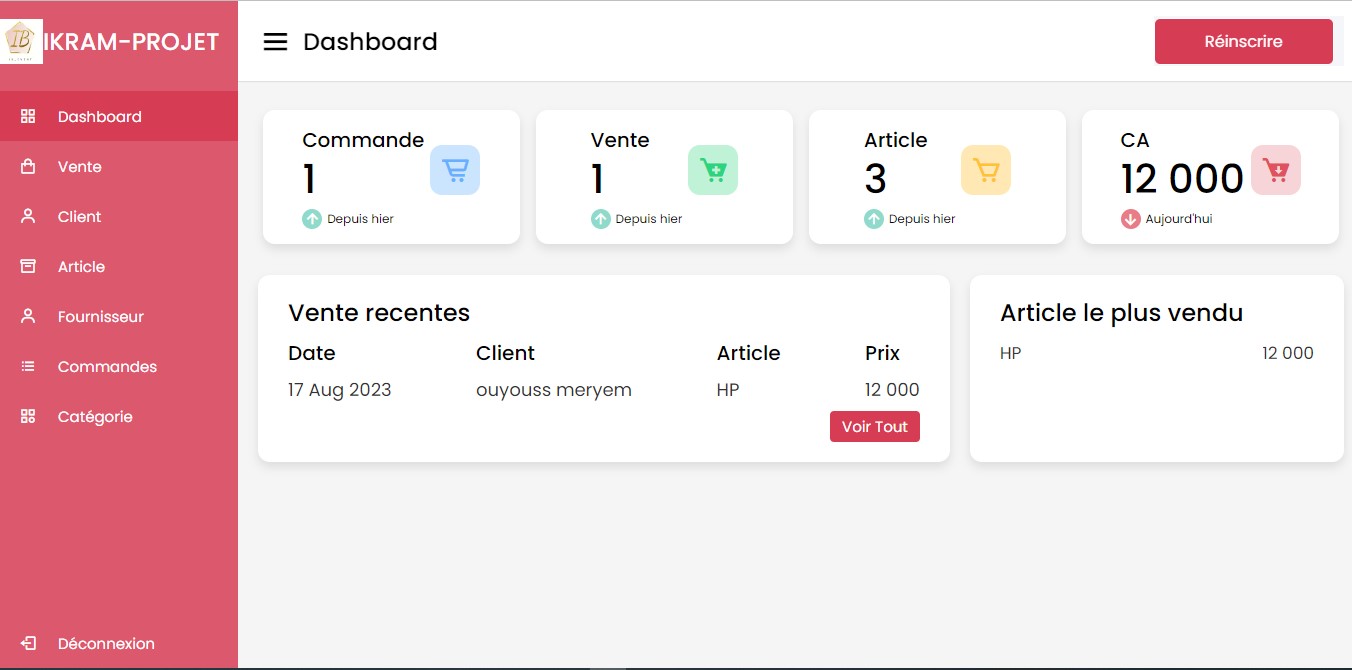 IKRAM-PROJET
Dashboard
Vente
Client
Article
Fournisseur
Commandes
Catégorie
Déconnexion
Dashboard
Réinscrire
Commande
1
Depuis hier
Vente
1
Depuis hier
Article
3
Depuis hier
CA
12 000
Aujourd'hui
Vente recentes
Date Client Article Prix
17 Aug 2023 ouyouss meryem HP 12 000
Voir Tout
Article le plus vendu
HP 12 000